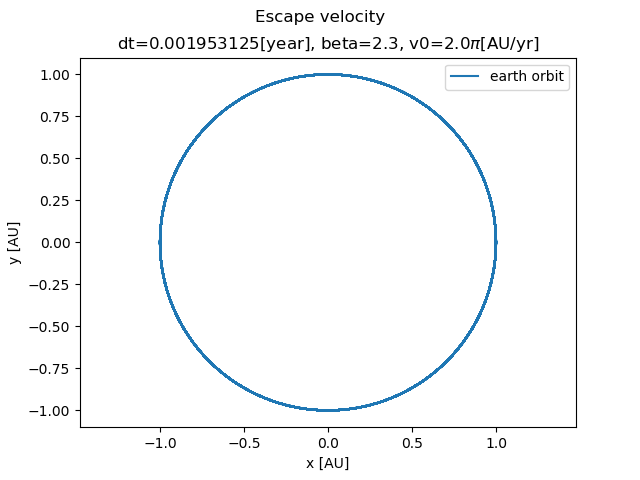 Escape velocity
dt=0.001953125[year], beta=2.3, v0=2.0π[AU/yr]
earth orbit
1.00
0.75
0.50
0.25
0.00
−0.25
−0.50
−0.75
−1.00
y [AU]
−1.0
−0.5
0.0
0.5
1.0
x [AU]